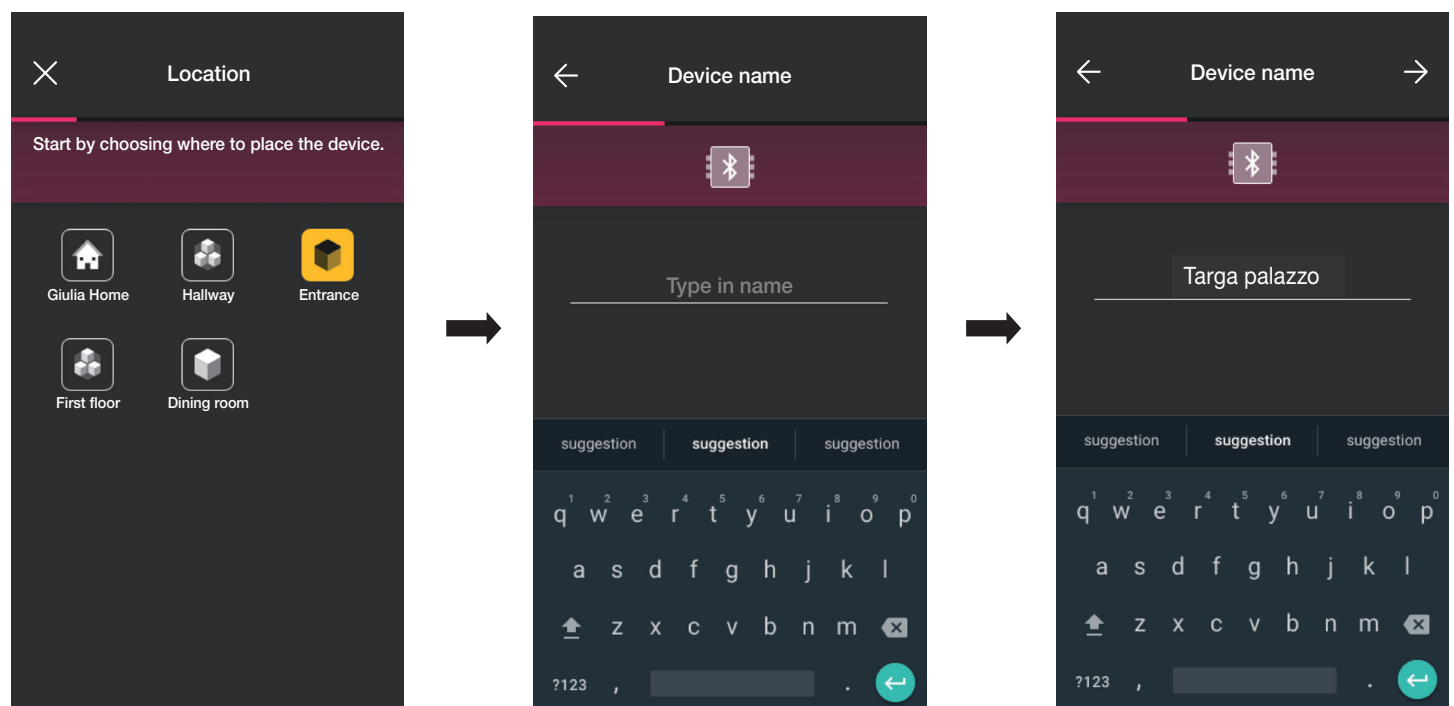 Location
Start by choosing where to place the device.
Giulia Home
Hallway
Entrance
First floor
Dining room
Device name
Type in name
suggestion suggestion suggestion
1 2 3 4 5 6 7 8 9 0
q w e r t y u i o p
a s d f g h j k l
z x c v b n m
?123 , .
Device name
Targa palazzo
suggestion suggestion suggestion
1 2 3 4 5 6 7 8 9 0
q w e r t y u i o p
a s d f g h j k l
z x c v b n m
?123 , .